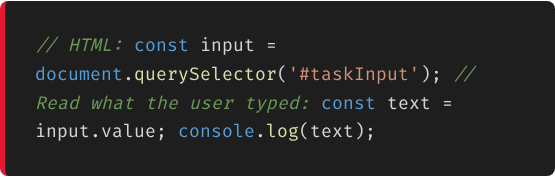 // HTML: const input =
document.querySelector('#taskInput'); //
Read what the user typed: const text =
input.value; console.log(text);